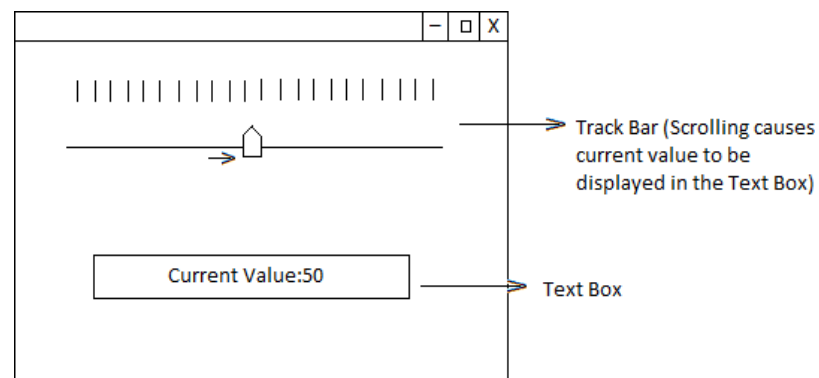 X
Track Bar (Scrolling causes
current value to be
displayed in the Text Box)
Current Value:50
Text Box